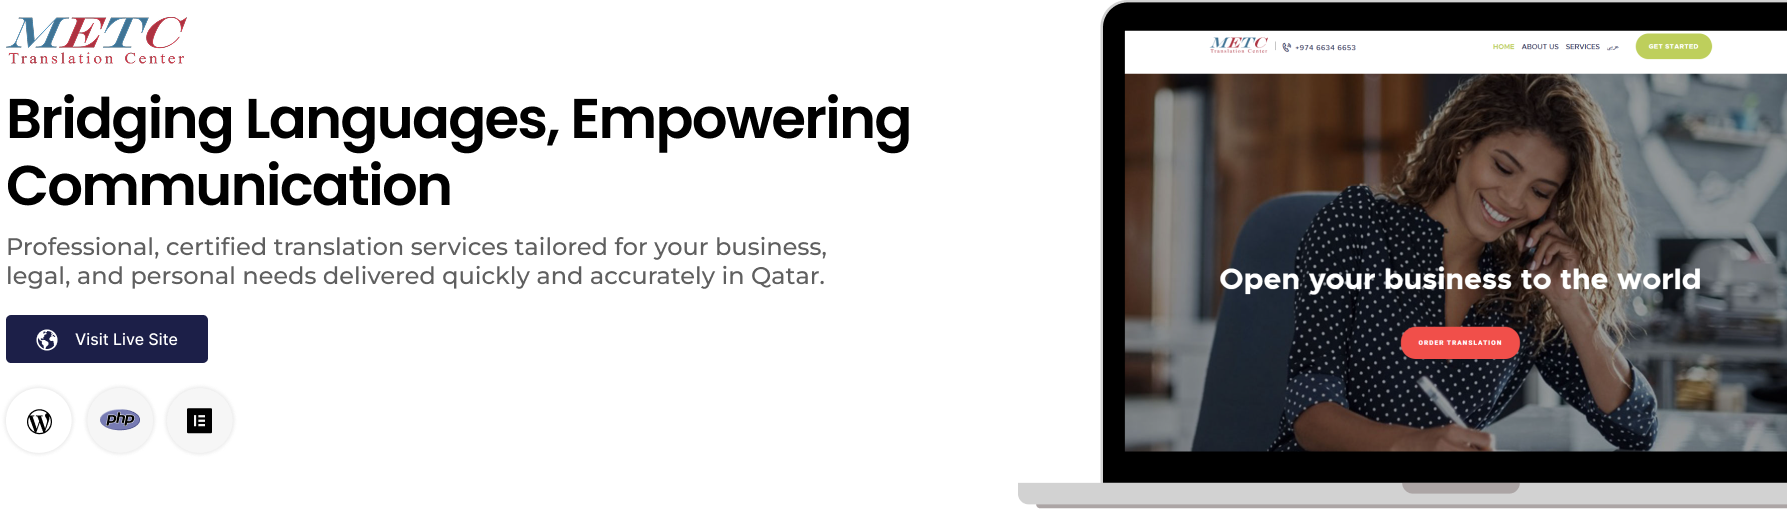 METC
Translation Center
Bridging Languages, Empowering
Communication
Professional, certified translation services tailored for your business,
legal, and personal needs delivered quickly and accurately in Qatar.
Visit Live Site
php
METC
Translation Center
+974 6634 6653
HOME ABOUT US SERVICES عربي GET STARTED
Open your business to the world
ORDER TRANSLATION